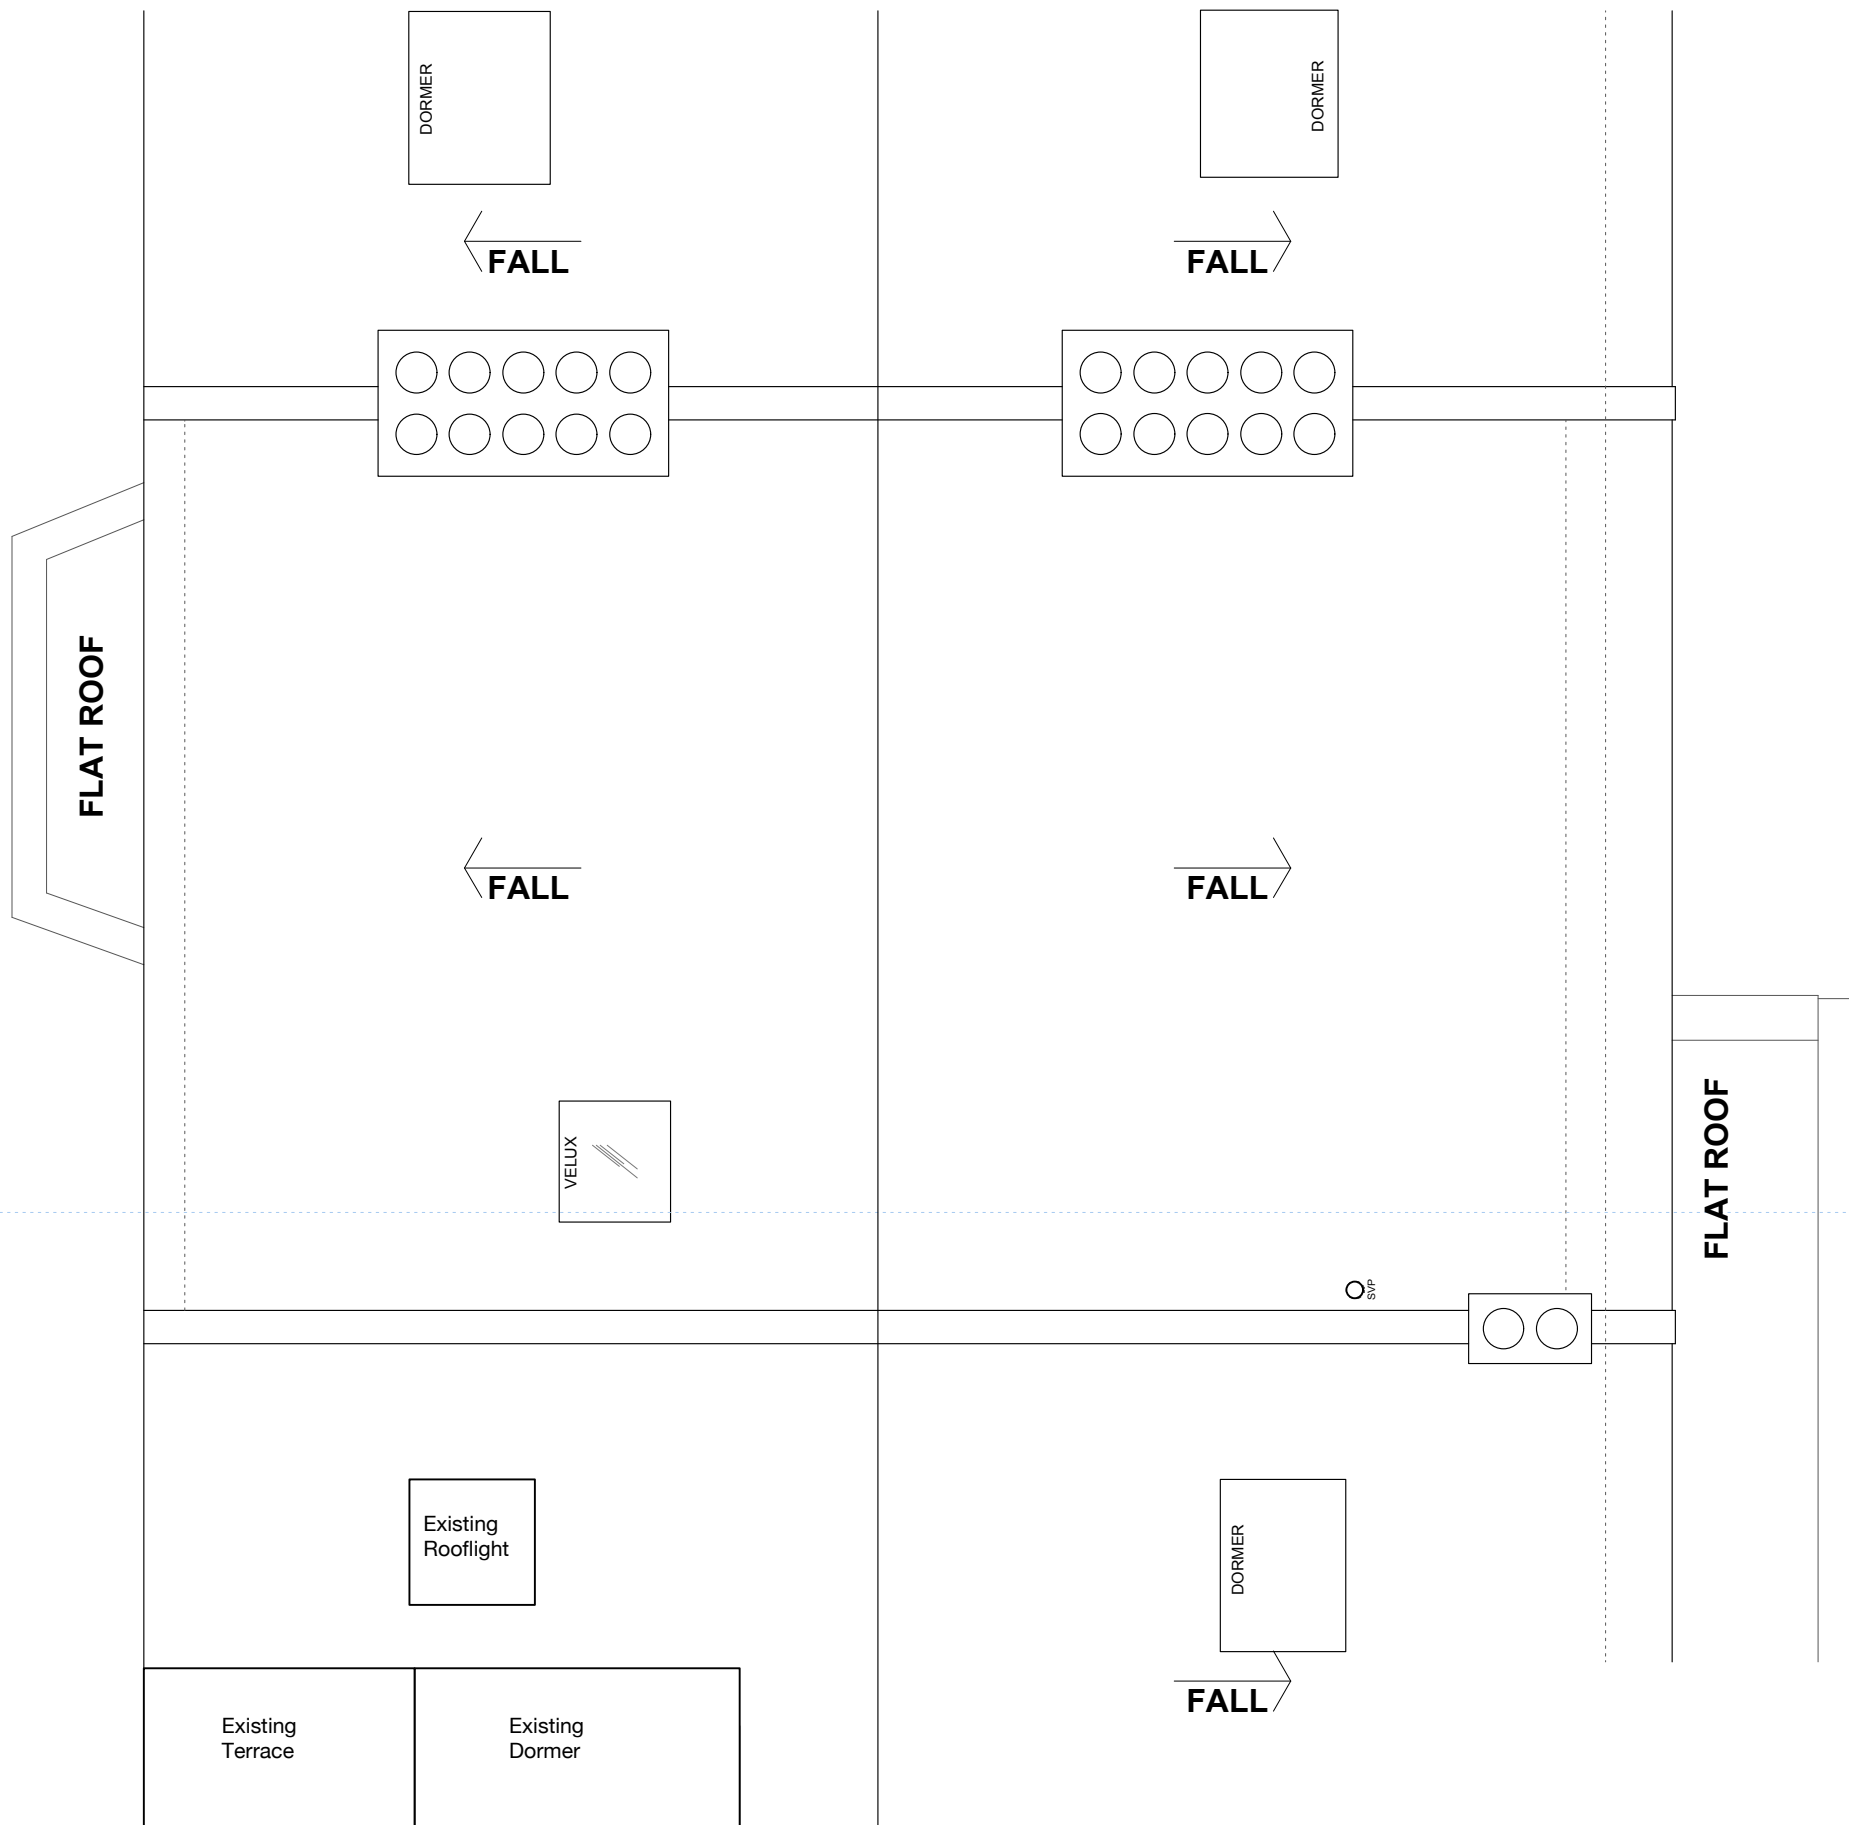 DORMER
DORMER
FALL
FALL
FLAT ROOF
FALL
FALL
VELUX
FLAT ROOF
SVP
Existing
Rooflight
DORMER
FALL
Existing
Terrace
Existing
Dormer